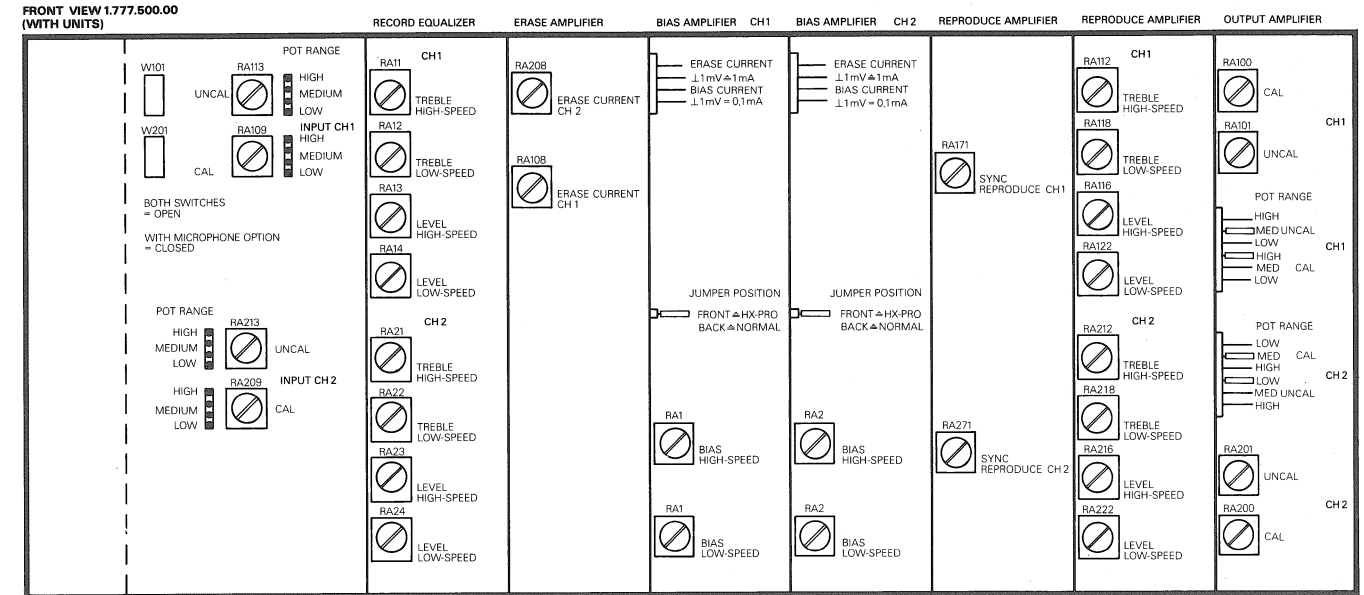 FRONT VIEW 1.777.500.00
(WITH UNITS)
RECORD EQUALIZER
ERASE AMPLIFIER
BIAS AMPLIFIER CH1
BIAS AMPLIFIER CH 2
REPRODUCE AMPLIFIER
REPRODUCE AMPLIFIER
OUTPUT AMPLIFIER
POT RANGE
W101
RA113
UNCAL
HIGH
MEDIUM
LOW
W201
RA109
INPUT CH1
CAL
HIGH
MEDIUM
LOW
BOTH SWITCHES
= OPEN
WITH MICROPHONE OPTION
= CLOSED
POT RANGE
HIGH
MEDIUM
LOW
RA213
UNCAL
RA209
INPUT CH 2
HIGH
MEDIUM
LOW
CAL
CH1
RA11
TREBLE
HIGH-SPEED
RA12
TREBLE
LOW-SPEED
RA13
LEVEL
HIGH-SPEED
RA14
LEVEL
LOW-SPEED
CH 2
RA21
TREBLE
HIGH-SPEED
RA22
TREBLE
LOW-SPEED
RA23
LEVEL
HIGH-SPEED
RA24
LEVEL
LOW-SPEED
RA208
ERASE CURRENT
CH 2
RA108
ERASE CURRENT
CH 1
ERASE CURRENT
⊥1mV≙1mA
BIAS CURRENT
⊥1mV = 0,1mA
JUMPER POSITION
FRONT ≙HX-PRO
BACK ≙NORMAL
RA1
BIAS
HIGH-SPEED
RA1
BIAS
LOW-SPEED
ERASE CURRENT
⊥1mV≙1mA
BIAS CURRENT
⊥1mV = 0,1mA
JUMPER POSITION
FRONT ≙HX-PRO
BACK ≙NORMAL
RA2
BIAS
HIGH-SPEED
RA2
BIAS
LOW-SPEED
RA171
SYNC
REPRODUCE CH1
RA271
SYNC
REPRODUCE CH 2
CH1
RA112
TREBLE
HIGH-SPEED
RA118
TREBLE
LOW-SPEED
RA116
LEVEL
HIGH-SPEED
RA122
LEVEL
LOW-SPEED
CH 2
RA212
TREBLE
HIGH-SPEED
RA218
TREBLE
LOW-SPEED
RA216
LEVEL
HIGH-SPEED
RA222
LEVEL
LOW-SPEED
RA100
CAL
CH1
RA101
UNCAL
POT RANGE
HIGH
MED UNCAL
LOW
CH1
HIGH
MED CAL
LOW
POT RANGE
LOW
MED CAL
HIGH
CH 2
LOW
MED UNCAL
HIGH
RA201
UNCAL
CH 2
RA200
CAL